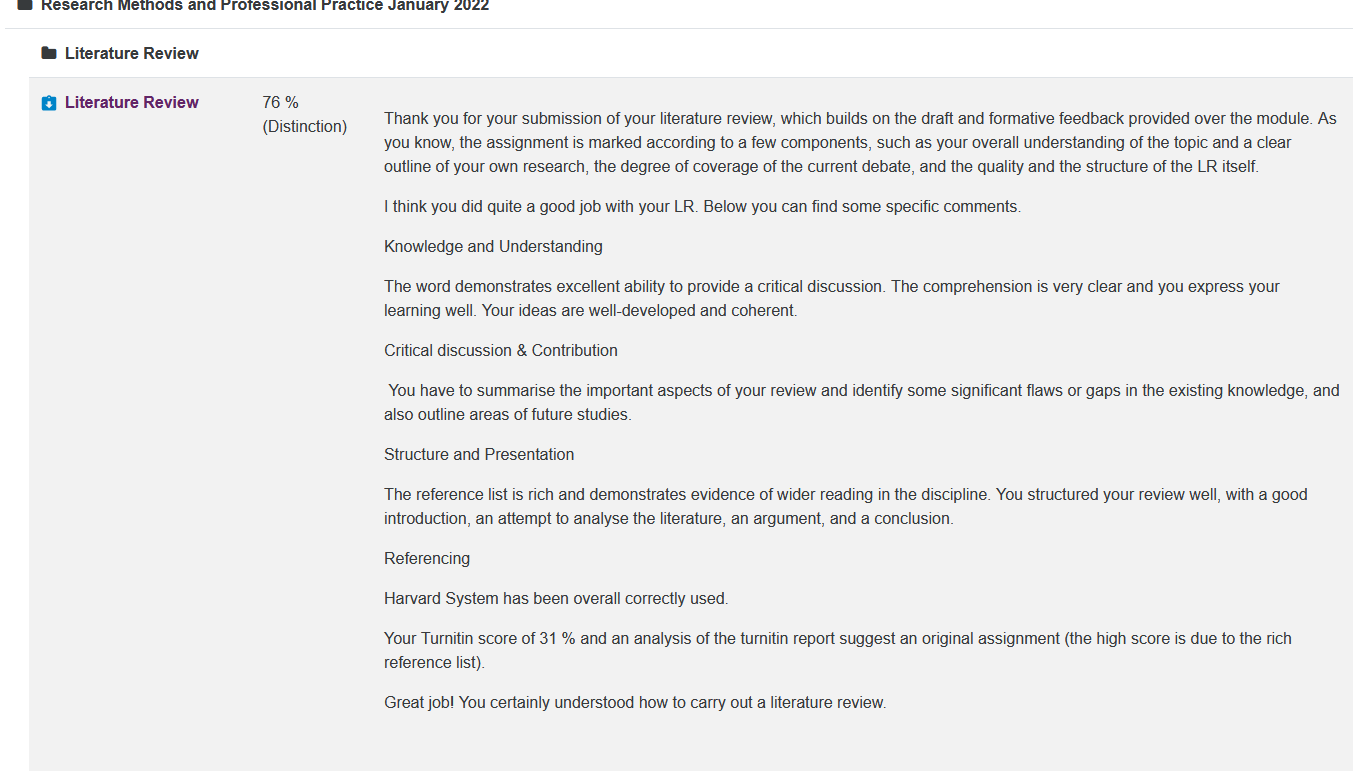 Research Methods and Professional Practice January 2022
Literature Review
Literature Review
76 %
(Distinction)
Thank you for your submission of your literature review, which builds on the draft and formative feedback provided over the module. As
you know, the assignment is marked according to a few components, such as your overall understanding of the topic and a clear
outline of your own research, the degree of coverage of the current debate, and the quality and the structure of the LR itself.
I think you did quite a good job with your LR. Below you can find some specific comments.
Knowledge and Understanding
The word demonstrates excellent ability to provide a critical discussion. The comprehension is very clear and you express your
learning well. Your ideas are well-developed and coherent.
Critical discussion & Contribution
You have to summarise the important aspects of your review and identify some significant flaws or gaps in the existing knowledge, and
also outline areas of future studies.
Structure and Presentation
The reference list is rich and demonstrates evidence of wider reading in the discipline. You structured your review well, with a good
introduction, an attempt to analyse the literature, an argument, and a conclusion.
Referencing
Harvard System has been overall correctly used.
Your Turnitin score of 31 % and an analysis of the turnitin report suggest an original assignment (the high score is due to the rich
reference list).
Great job! You certainly understood how to carry out a literature review.